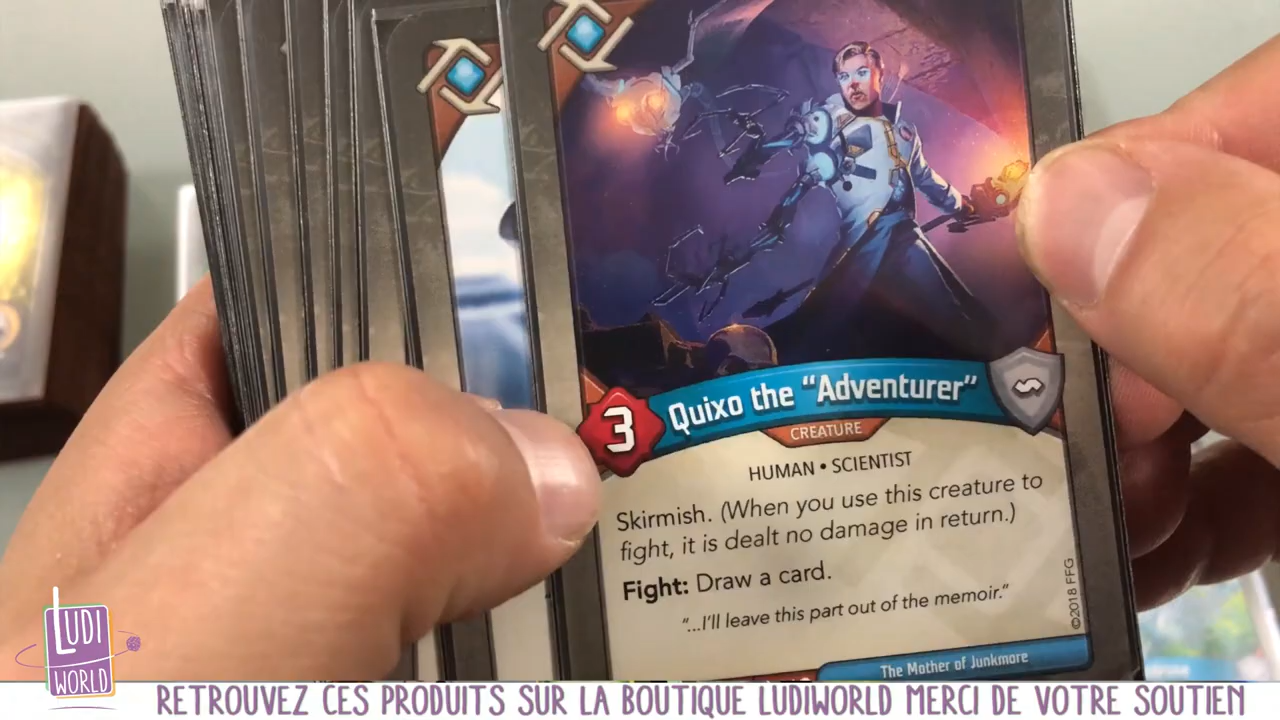 3 Quixo the “Adventurer”
CREATURE
HUMAN • SCIENTIST
Skirmish. (When you use this creature to
fight, it is dealt no damage in return.)
Fight: Draw a card.
“...I’ll leave this part out of the memoir.”
©2018 FFG
The Mother of Junkmore
LUDI
WORLD
RETROUVEZ CES PRODUITS SUR LA BOUTIQUE LUDIWORLD MERCI DE VOTRE SOUTIEN